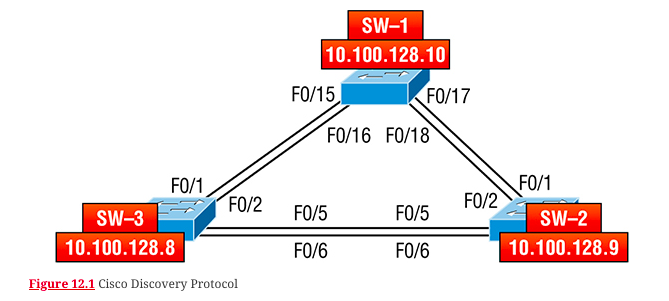 SW–1
10.100.128.10
F0/15
F0/17
F0/16 F0/18
F0/1
F0/1
F0/2
F0/2
SW–3
F0/5
F0/5
SW–2
10.100.128.8
F0/6
F0/6
10.100.128.9
Figure 12.1 Cisco Discovery Protocol